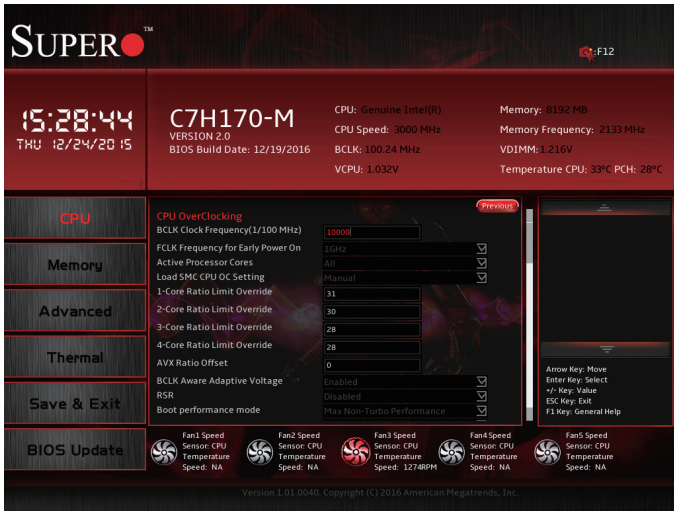 SUPER TM
:F12
15:28:44
THU 12/24/2015
C7H170-M
VERSION 2.0
BIOS Build Date: 12/19/2016
CPU: Genuine Intel(R)
CPU Speed: 3000 MHz
BCLK: 100.24 MHz
VCPU: 1.032V
Memory: 8192 MB
Memory Frequency: 2133 MHz
VDIMM: 1.216V
Temperature CPU: 33°C PCH: 28°C
CPU
Memory
Advanced
Thermal
Save & Exit
BIOS Update
Previous
CPU OverClocking
BCLK Clock Frequency(1/100 MHz) 10000
FCLK Frequency for Early Power On 1GHz
Active Processor Cores All
Load SMC CPU OC Setting Manual
1-Core Ratio Limit Override 31
2-Core Ratio Limit Override 30
3-Core Ratio Limit Override 28
4-Core Ratio Limit Override 28
AVX Ratio Offset 0
BCLK Aware Adaptive Voltage Enabled
RSR Disabled
Boot performance mode Max Non-Turbo Performance
Arrow Key: Move
Enter Key: Select
+/- Key: Value
ESC Key: Exit
F1 Key: General Help
Fan1 Speed
Sensor: CPU
Temperature
Speed: NA
Fan2 Speed
Sensor: CPU
Temperature
Speed: NA
Fan3 Speed
Sensor: CPU
Temperature
Speed: 1274RPM
Fan4 Speed
Sensor: CPU
Temperature
Speed: NA
Fan5 Speed
Sensor: CPU
Temperature
Speed: NA
Version 1.01.0040. Copyright (C) 2016 American Megatrends, Inc.